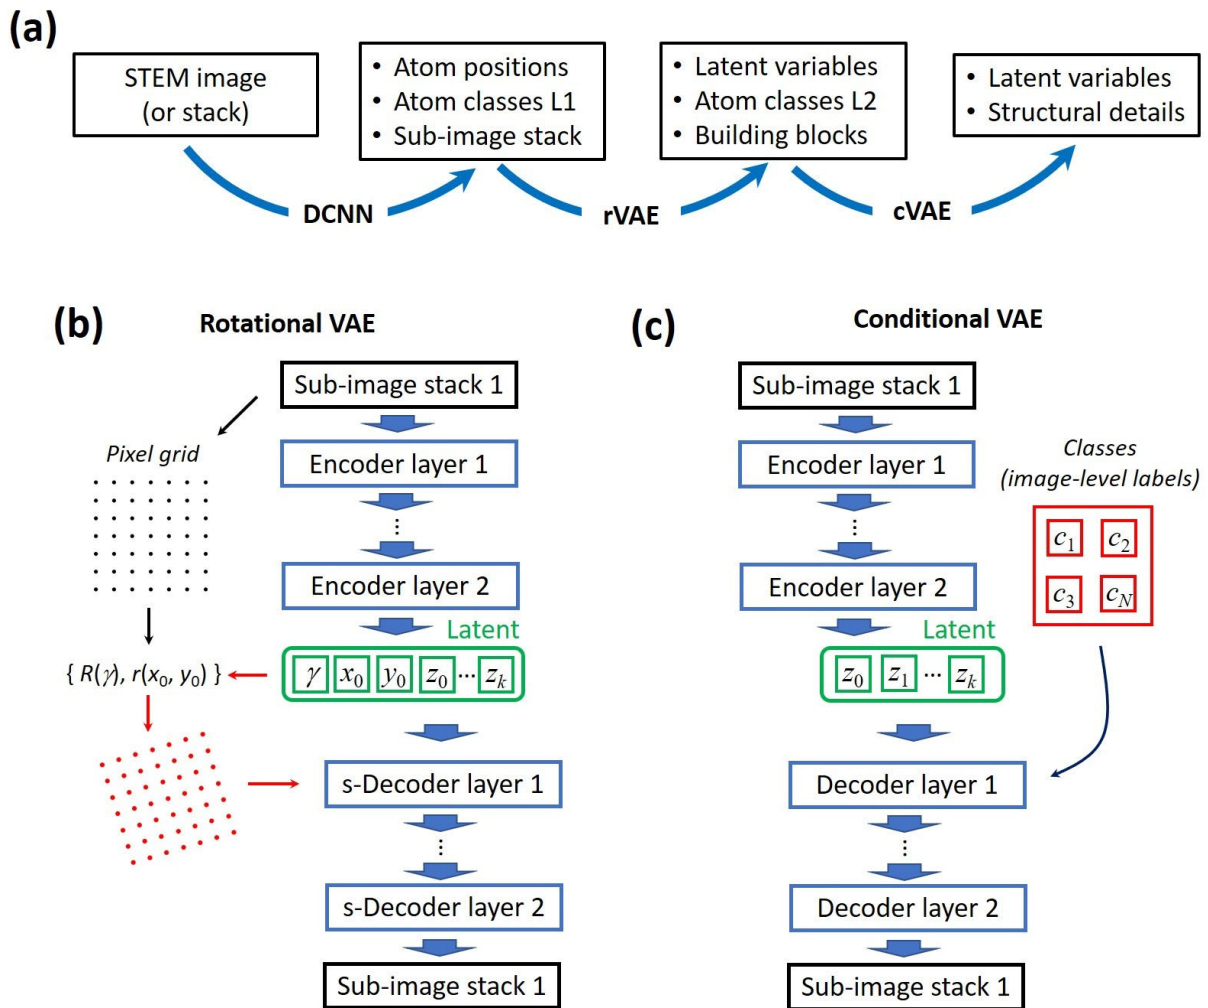 (a)
STEM image
(or stack)
• Atom positions
• Atom classes L1
• Sub-image stack
• Latent variables
• Atom classes L2
• Building blocks
• Latent variables
• Structural details
DCNN
rVAE
cVAE
(b)
Rotational VAE
Sub-image stack 1
Pixel grid
Encoder layer 1
⋮
Encoder layer 2
Latent
{ R(γ), r(x₀, y₀) }
γ x₀ y₀ z₀ ··· zₖ
s-Decoder layer 1
⋮
s-Decoder layer 2
Sub-image stack 1
(c)
Conditional VAE
Sub-image stack 1
Encoder layer 1
⋮
Encoder layer 2
Classes
(image-level labels)
c₁ c₂
c₃ c_N
Latent
z₀ z₁ ··· zₖ
Decoder layer 1
⋮
Decoder layer 2
Sub-image stack 1